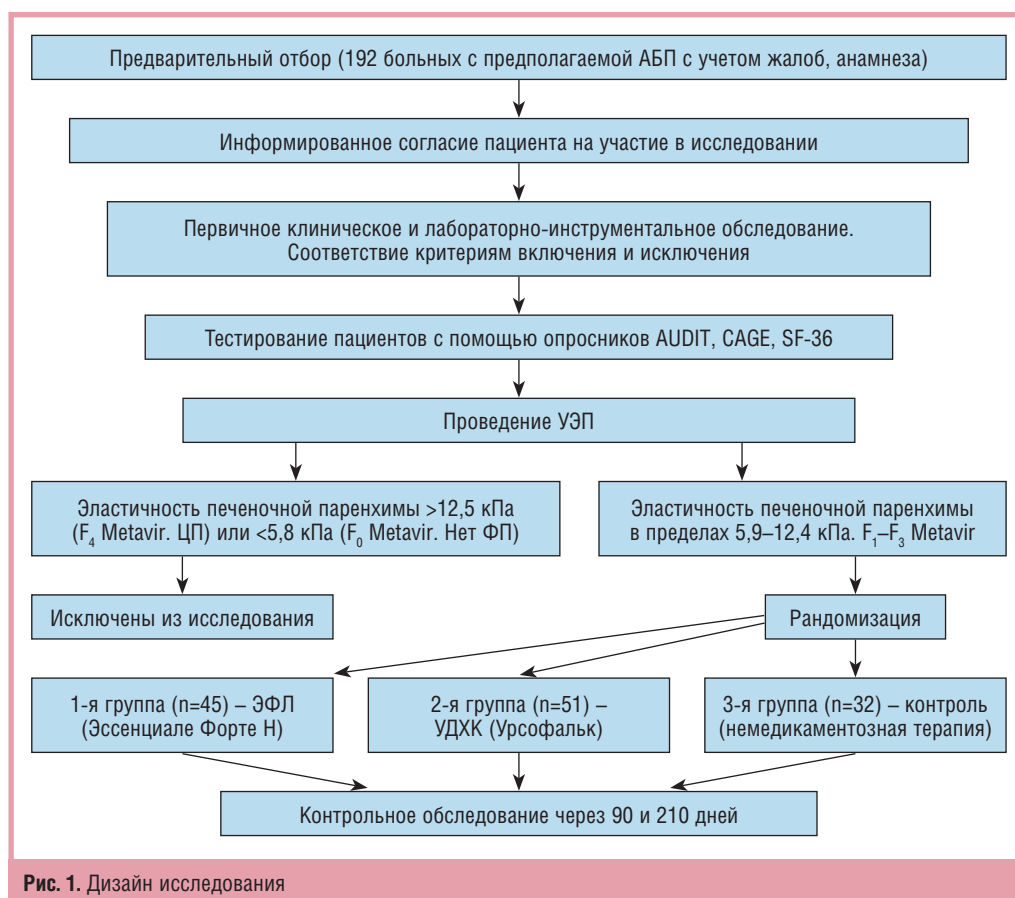 Предварительный отбор (192 больных с предполагаемой АБП с учетом жалоб, анамнеза)
Информированное согласие пациента на участие в исследовании
Первичное клиническое и лабораторно-инструментальное обследование.
Соответствие критериям включения и исключения
Тестирование пациентов с помощью опросников AUDIT, CAGE, SF-36
Проведение УЭП
Эластичность печеночной паренхимы >12,5 кПа
(F₄ Metavir. ЦП) или <5,8 кПа (F₀ Metavir. Нет ФП)
Эластичность печеночной паренхимы
в пределах 5,9–12,4 кПа. F₁–F₃ Metavir
Исключены из исследования
Рандомизация
1-я группа (n=45) – ЭФЛ
(Эссенциале Форте Н)
2-я группа (n=51) –
УДХК (Урсофальк)
3-я группа (n=32) – контроль
(немедикаментозная терапия)
Контрольное обследование через 90 и 210 дней
Рис. 1. Дизайн исследования